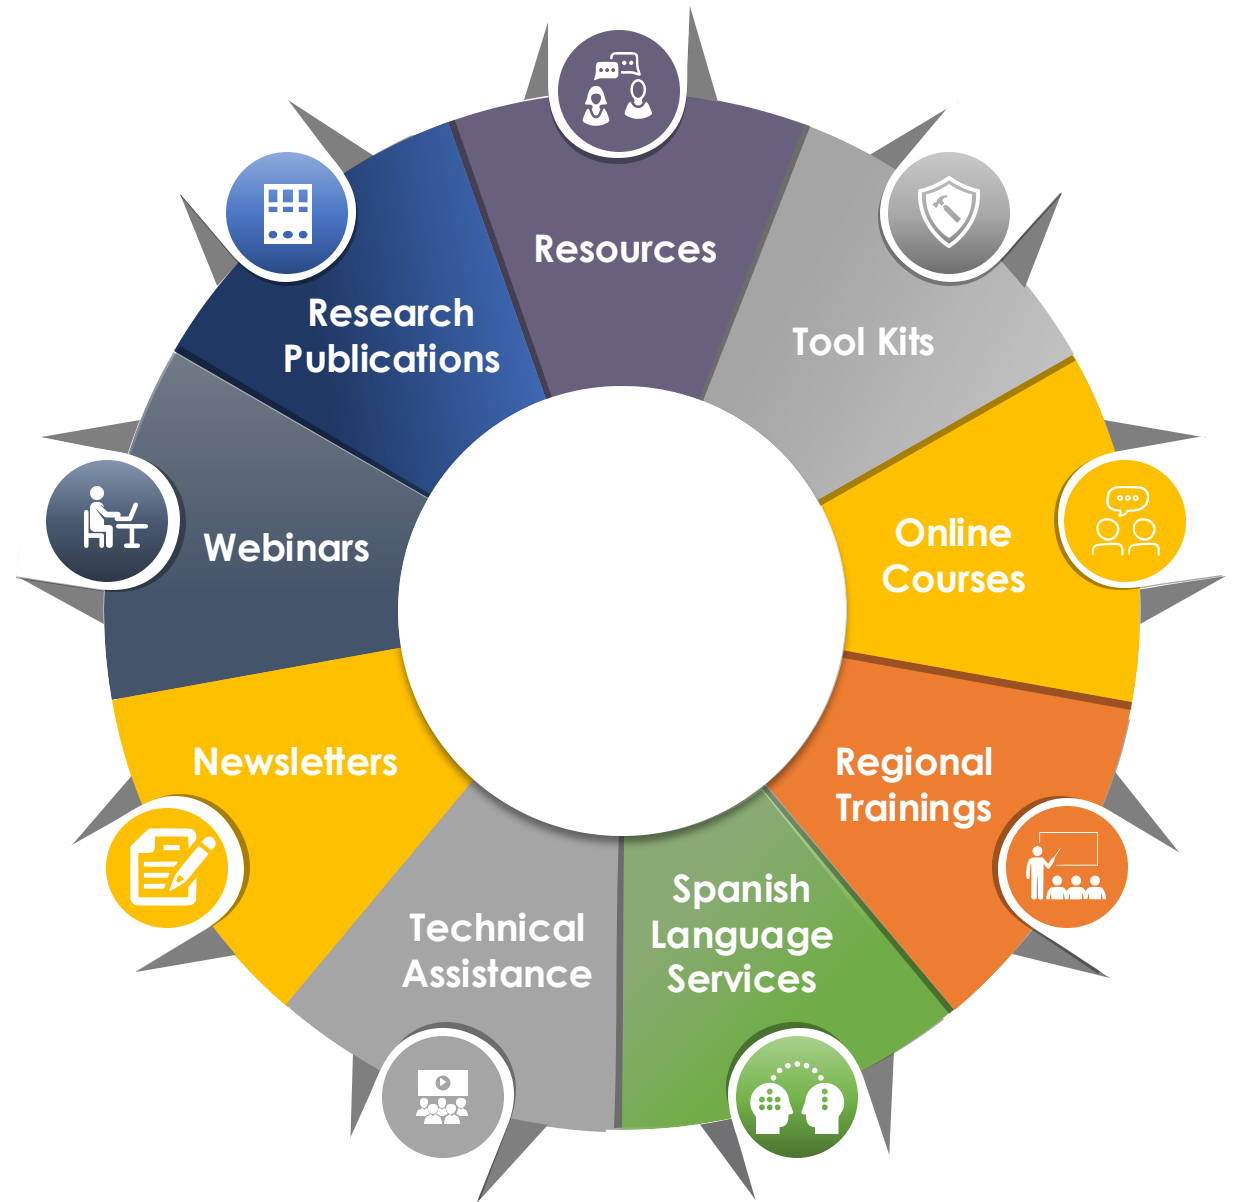 Resources
Tool Kits
Online
Courses
Regional
Trainings
Spanish
Language
Services
Technical
Assistance
Newsletters
Webinars
Research
Publications